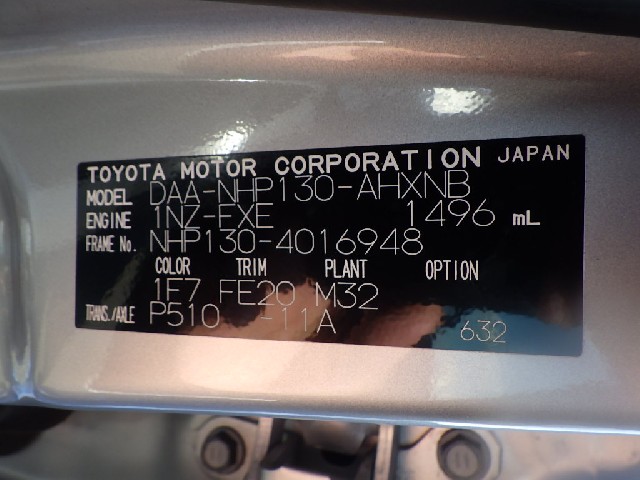 TOYOTA MOTOR CORPORATION JAPAN
MODEL DAA-NHP130-AHXNB
ENGINE 1NZ-FXE 1496 mL
FRAME No. NHP130-4016948
COLOR TRIM PLANT OPTION
1F7 FE20 M32
TRANS./AXLE P510 -11A
632